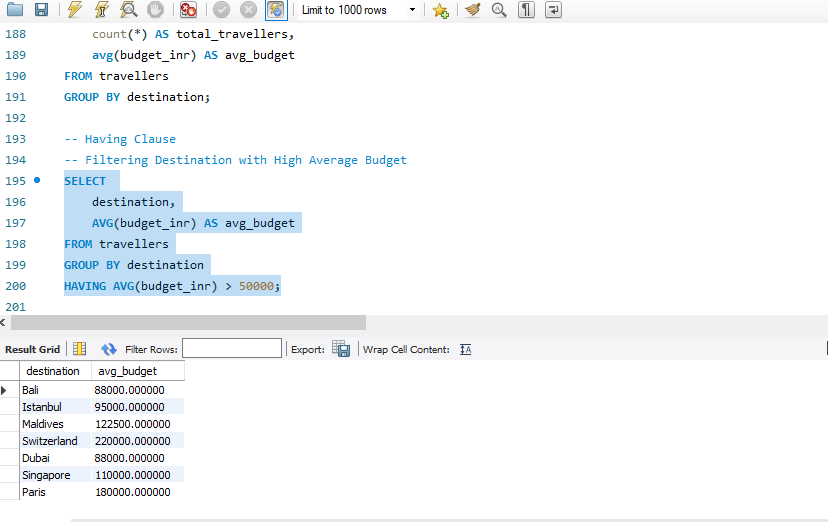 Limit to 1000 rows
188 count(*) AS total_travellers,
189 avg(budget_inr) AS avg_budget
190 FROM travellers
191 GROUP BY destination;
192
193 -- Having Clause
194 -- Filtering Destination with High Average Budget
195 SELECT
196 destination,
197 AVG(budget_inr) AS avg_budget
198 FROM travellers
199 GROUP BY destination
200 HAVING AVG(budget_inr) > 50000;
201
Result Grid Filter Rows: Export: Wrap Cell Content:
destination avg_budget
Bali 88000.000000
Istanbul 95000.000000
Maldives 122500.000000
Switzerland 220000.000000
Dubai 88000.000000
Singapore 110000.000000
Paris 180000.000000